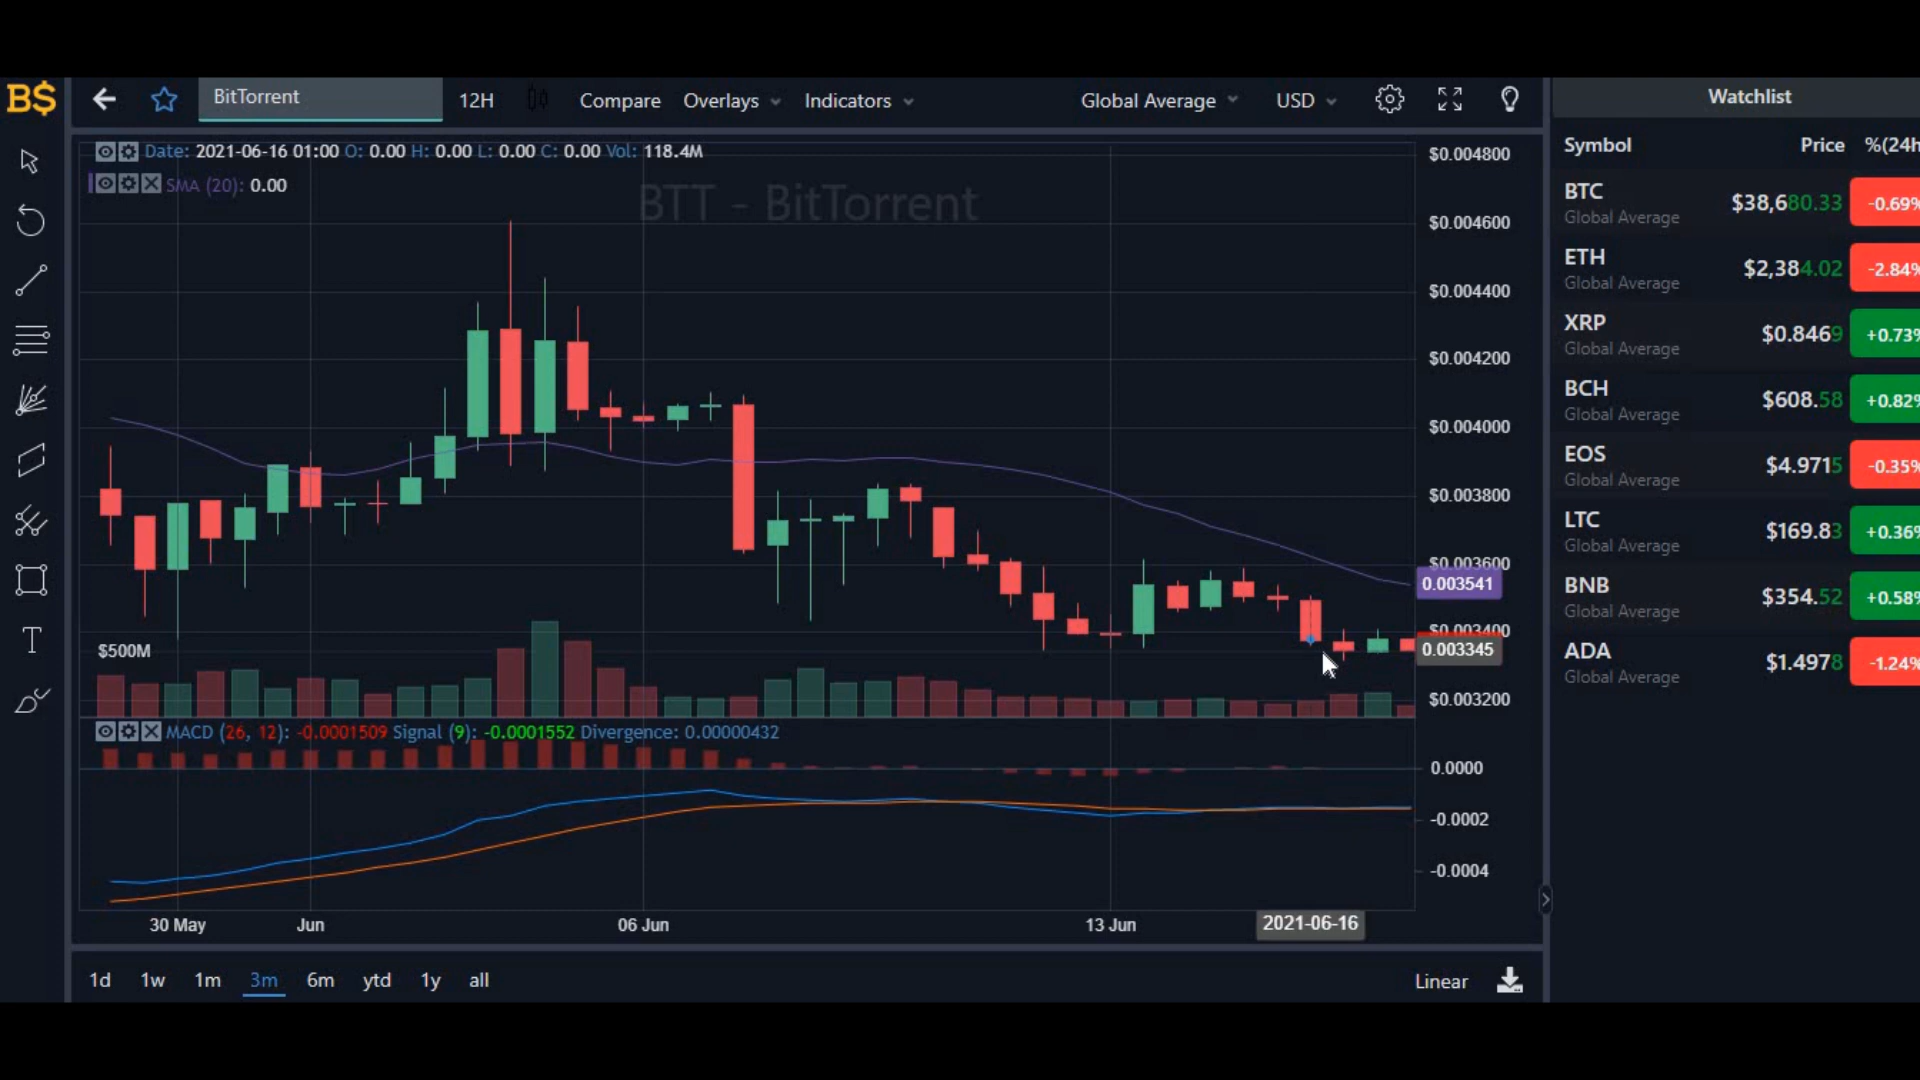 B$
BitTorrent 12H Compare Overlays Indicators Global Average USD
Date: 2021-06-16 01:00 O: 0.00 H: 0.00 L: 0.00 C: 0.00 Vol: 118.4M
SMA (20): 0.00
BTT - BitTorrent
$0.004800
$0.004600
$0.004400
$0.004200
$0.004000
$0.003800
$0.003600
0.003541
$0.003400
0.003345
$0.003200
$500M
T
MACD (26, 12): -0.0001509 Signal (9): -0.0001552 Divergence: 0.00000432
0.0000
-0.0002
-0.0004
30 May Jun 06 Jun 13 Jun 2021-06-16
1d 1w 1m 3m 6m ytd 1y all Linear
Watchlist
Symbol Price %(24h
BTC $38,680.33 -0.69%
Global Average
ETH $2,384.02 -2.84%
Global Average
XRP $0.8469 +0.73%
Global Average
BCH $608.58 +0.82%
Global Average
EOS $4.9715 -0.35%
Global Average
LTC $169.83 +0.36%
Global Average
BNB $354.52 +0.58%
Global Average
ADA $1.4978 -1.24%
Global Average